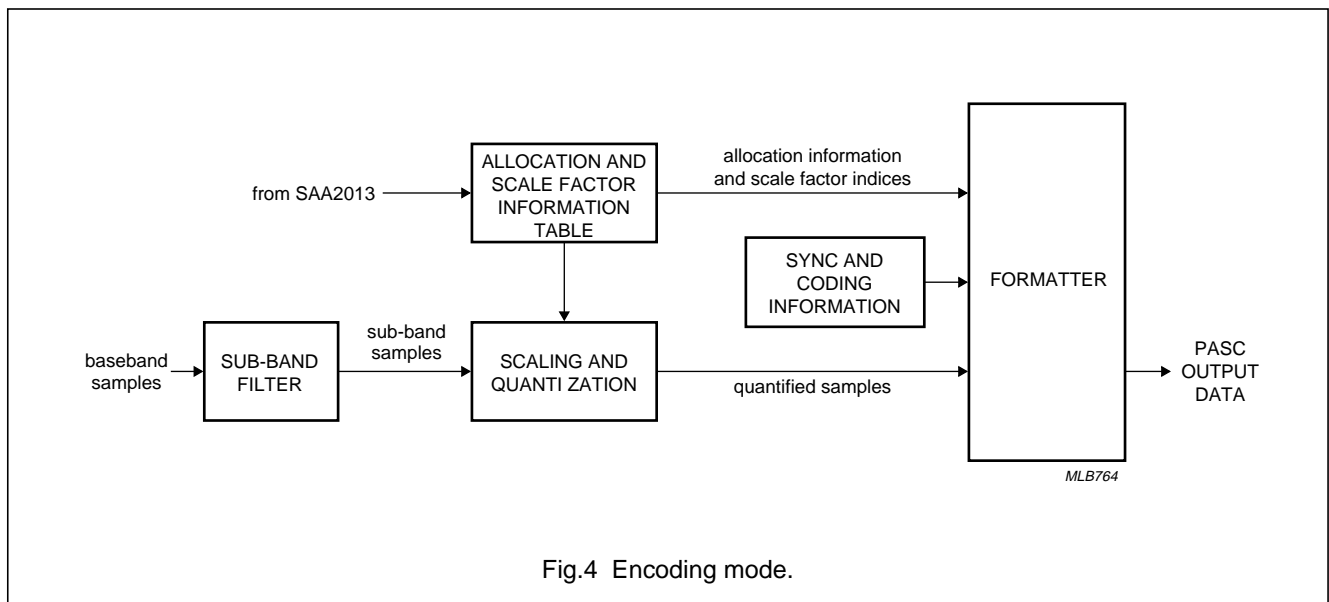 ALLOCATION AND
SCALE FACTOR
INFORMATION
TABLE
allocation information
and scale factor indices
from SAA2013
SYNC AND
CODING
INFORMATION
FORMATTER
baseband
samples
SUB-BAND
FILTER
sub-band
samples
SCALING AND
QUANTI ZATION
quantified samples
PASC
OUTPUT
DATA
MLB764
Fig.4 Encoding mode.